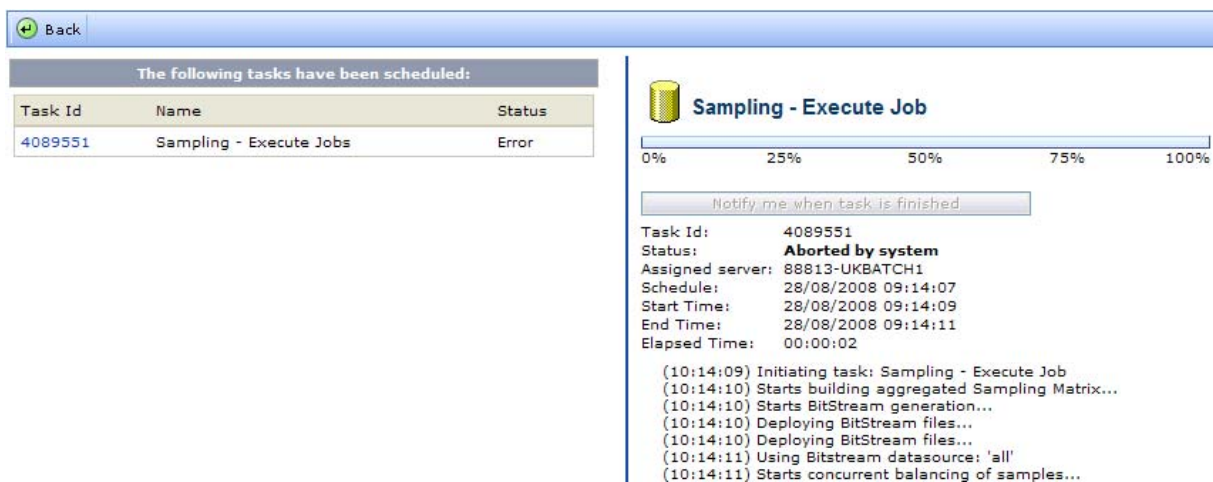 Back
The following tasks have been scheduled:
Task Id Name Status
4089551 Sampling - Execute Jobs Error
Sampling - Execute Job
0% 25% 50% 75% 100%
Notify me when task is finished
Task Id: 4089551
Status: Aborted by system
Assigned server: 88813-UKBATCH1
Schedule: 28/08/2008 09:14:07
Start Time: 28/08/2008 09:14:09
End Time: 28/08/2008 09:14:11
Elapsed Time: 00:00:02
(10:14:09) Initiating task: Sampling - Execute Job
(10:14:10) Starts building aggregated Sampling Matrix...
(10:14:10) Starts BitStream generation...
(10:14:10) Deploying BitStream files...
(10:14:10) Deploying BitStream files...
(10:14:11) Using Bitstream datasource: 'all'
(10:14:11) Starts concurrent balancing of samples...